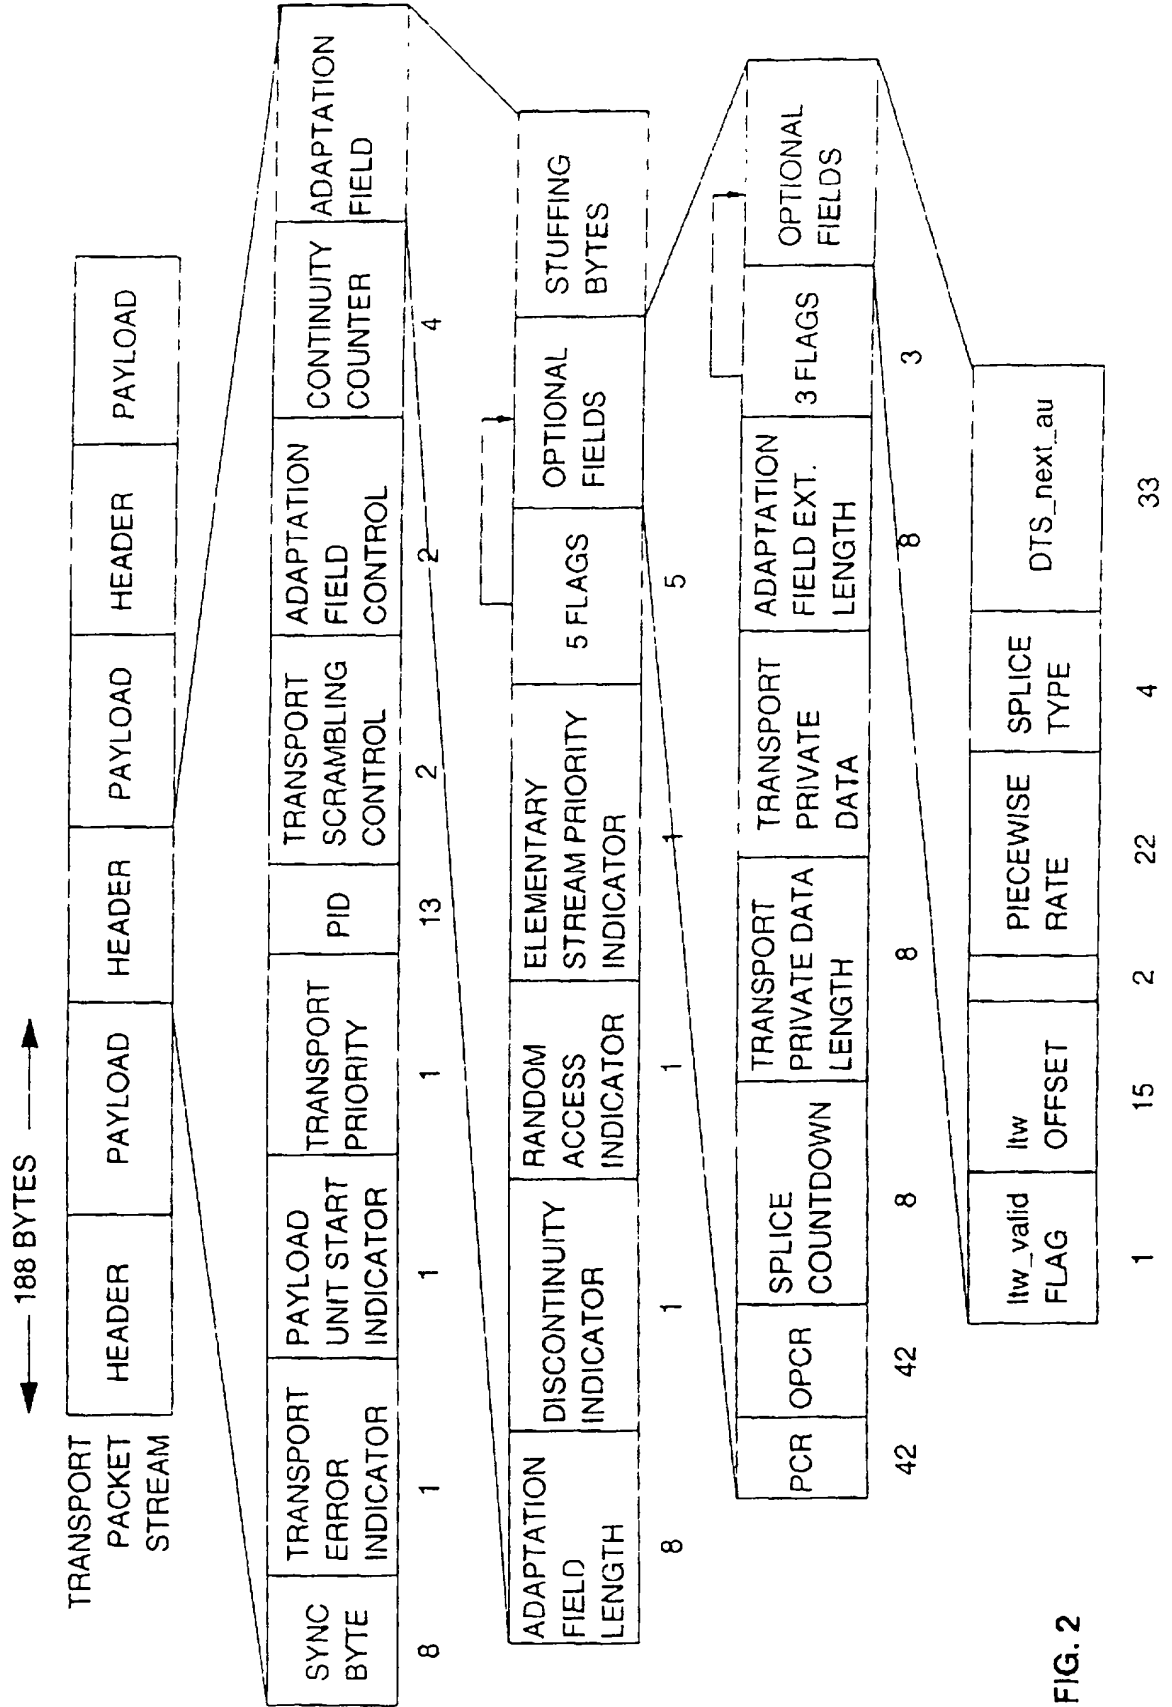 188 BYTES
TRANSPORT
PACKET
STREAM
HEADER
PAYLOAD
HEADER
PAYLOAD
HEADER
PAYLOAD
SYNC
BYTE
TRANSPORT
ERROR
INDICATOR
PAYLOAD
UNIT START
INDICATOR
TRANSPORT
PRIORITY
PID
TRANSPORT
SCRAMBLING
CONTROL
ADAPTATION
FIELD
CONTROL
CONTINUITY
COUNTER
ADAPTATION
FIELD
8
1
1
1
13
2
2
4
ADAPTATION
FIELD
LENGTH
DISCONTINUITY
INDICATOR
RANDOM
ACCESS
INDICATOR
ELEMENTARY
STREAM PRIORITY
INDICATOR
5 FLAGS
OPTIONAL
FIELDS
STUFFING
BYTES
8
1
1
1
5
PCR
OPCR
SPLICE
COUNTDOWN
TRANSPORT
PRIVATE DATA
LENGTH
TRANSPORT
PRIVATE
DATA
ADAPTATION
FIELD EXT.
LENGTH
3 FLAGS
OPTIONAL
FIELDS
42
42
8
8
8
3
ltw_valid
FLAG
ltw
OFFSET
PIECEWISE
RATE
SPLICE
TYPE
DTS_next_au
1
15
2
22
4
33
FIG. 2